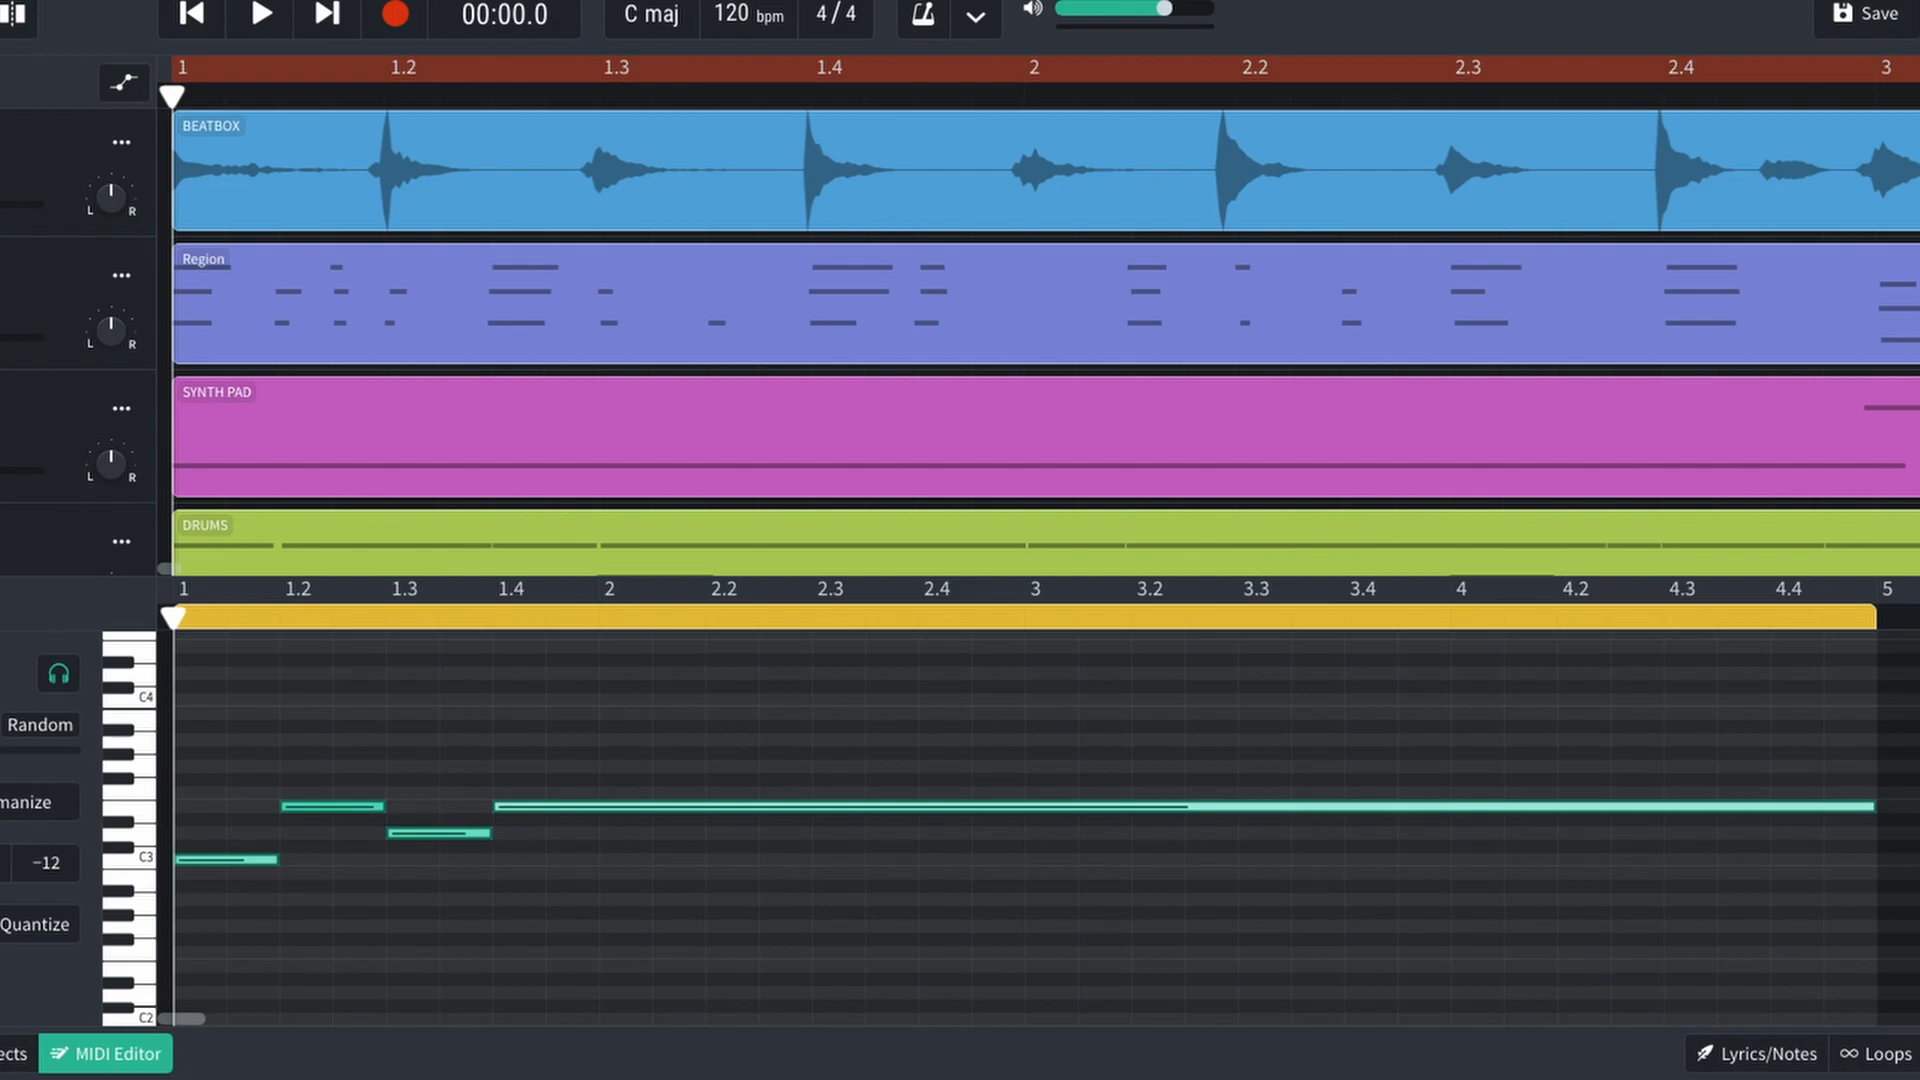 00:00.0 C maj 120 bpm 4 / 4 Save
1 1.2 1.3 1.4 2 2.2 2.3 2.4 3
BEATBOX
L R
Region
L R
SYNTH PAD
L R
DRUMS
1 1.2 1.3 1.4 2 2.2 2.3 2.4 3 3.2 3.3 3.4 4 4.2 4.3 4.4 5
C4
Random
manize
C3
−12
Quantize
C2
ects MIDI Editor Lyrics/Notes Loops